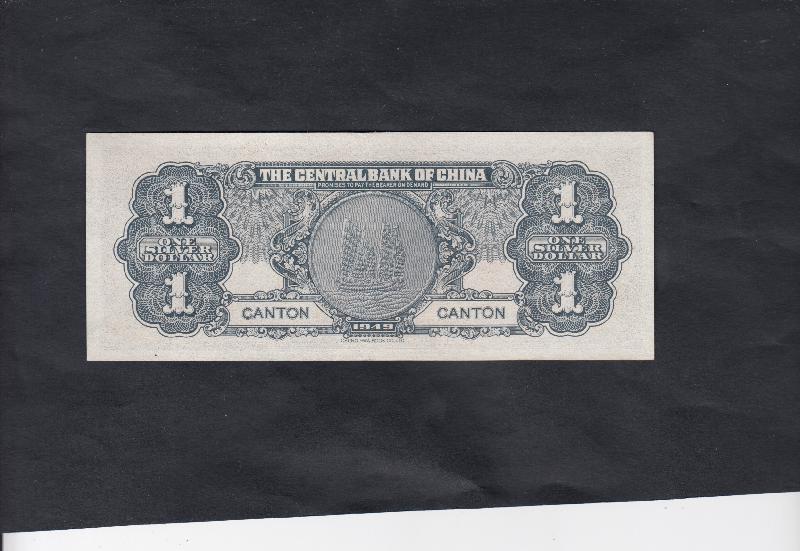 THE CENTRAL BANK OF CHINA
PROMISES TO PAY THE BEARER ON DEMAND
1
ONE
SILVER
DOLLAR
1
1
ONE
SILVER
DOLLAR
1
CANTON
CANTON
1949